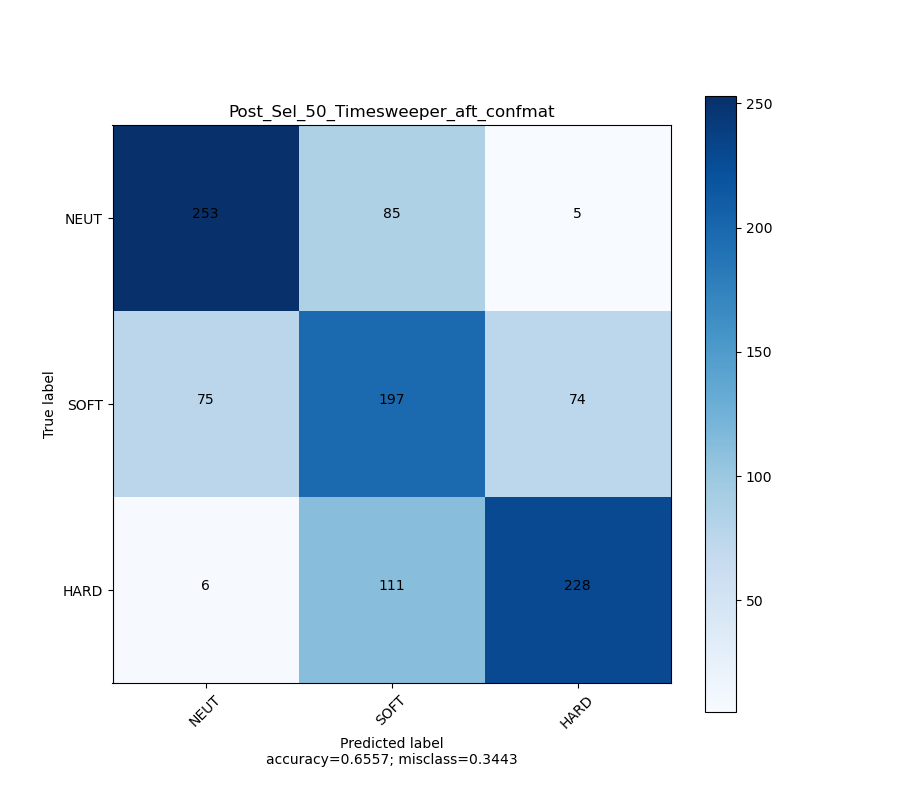 Post_Sel_50_Timesweeper_aft_confmat
250
NEUT
253
85
5
200
150
True label
SOFT
75
197
74
100
50
HARD
6
111
228
NEUT
SOFT
HARD
Predicted label
accuracy=0.6557; misclass=0.3443